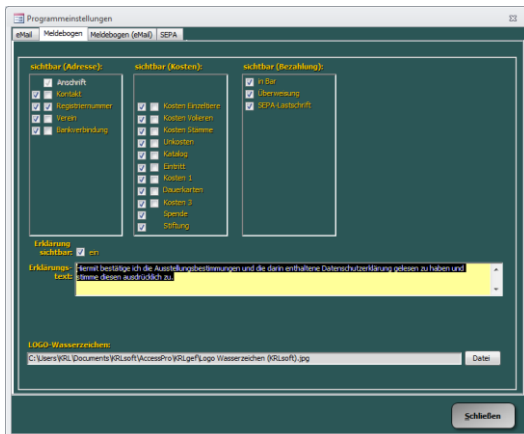 Programmeinstellungen
eMail Meldebogen Meldebogen (eMail) SEPA
sichtbar (Adresse): sichtbar (Kosten): sichtbar (Bezahlung):
Anschrift in Bar
Kontakt Überweisung
Registriernummer Kosten Einzeltiere SEPA-Lastschrift
Verein Kosten Volieren
Bankverbindung Kosten Stämme
Unkosten
Katalog
Eintritt
Kosten 1
Dauerkarten
Kosten 3
Spende
Stiftung
Erklärung
sichtbar: ein
Erklärungs-
text:
Hiermit bestätige ich die Ausstellungsbestimmungen und die darin enthaltene Datenschutzerklärung gelesen zu haben und
stimme diesen ausdrücklich zu.
LOGO-Wasserzeichen:
C:\Users\KRL\Documents\KRLsoft\AccessPro\KRLgef\Logo Wasserzeichen (KRLsoft).jpg Datei
Schließen